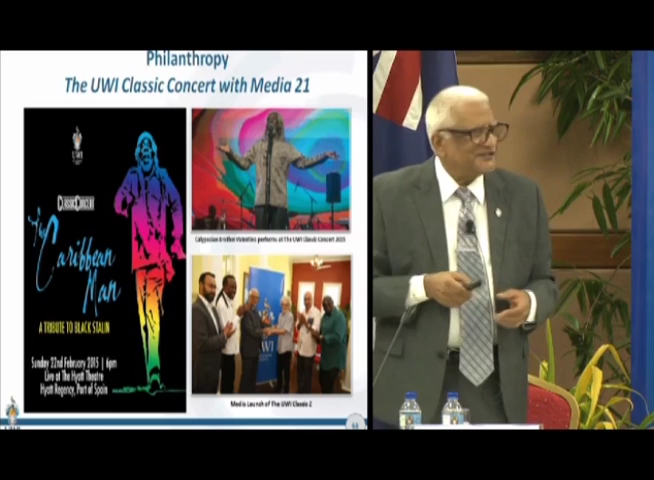 Philanthropy
The UWI Classic Concert with Media 21
UWI
CLASSICCONCERT
The
Caribbean
Man
A TRIBUTE TO BLACK STALIN
Sunday 22nd February 2015 | 6pm
Live at The Hyatt Theatre
Hyatt Regency, Port of Spain
Calypsonian Brother Valentino performs at The UWI Classic Concert 2015
UWI
Media Launch of The UWI Classic 2